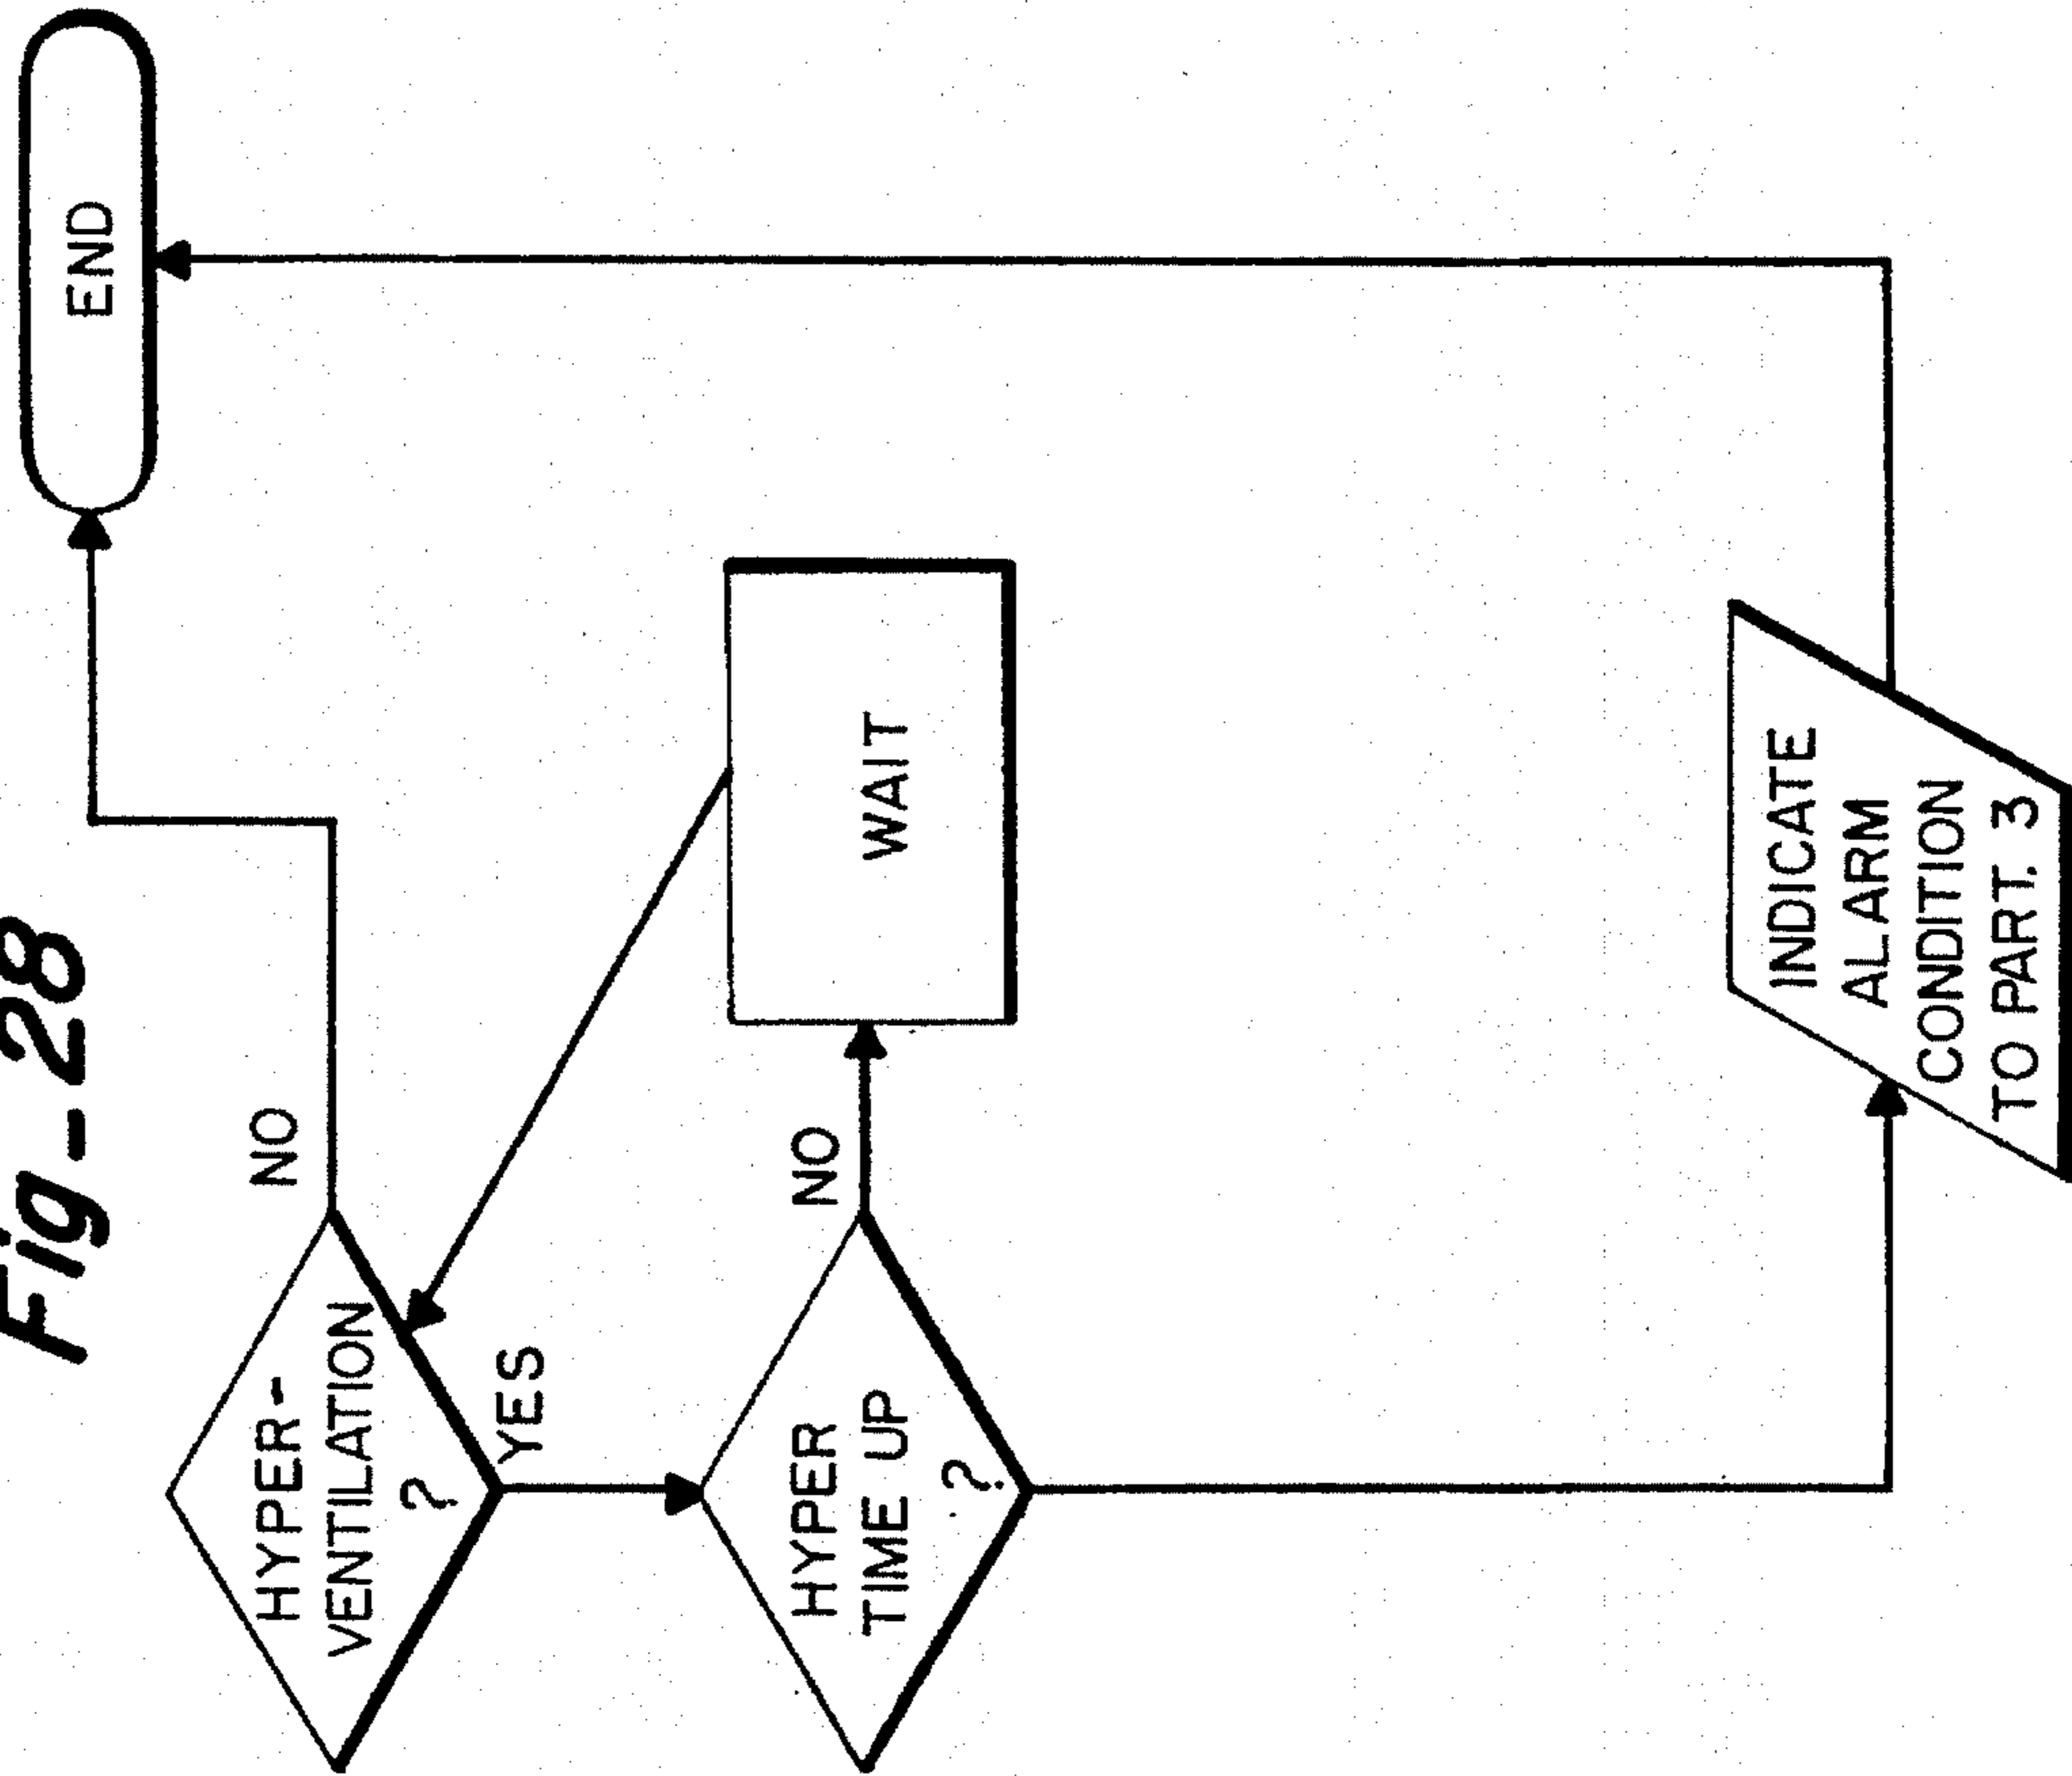 Fig-28
HYPER-
VENTILATION
?
NO
YES
END
HYPER
TIME UP
?
NO
WAIT
INDICATE
ALARM
CONDITION
TO PART. 3